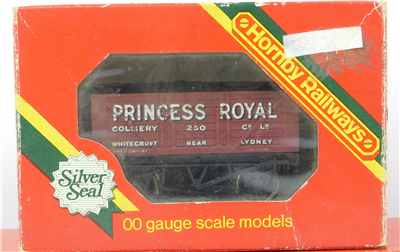 Hornby Railways
PRINCESS ROYAL
COLLIERY 250 CO LD
WHITECROFT NEAR LYDNEY
Silver
Seal
00 gauge scale models